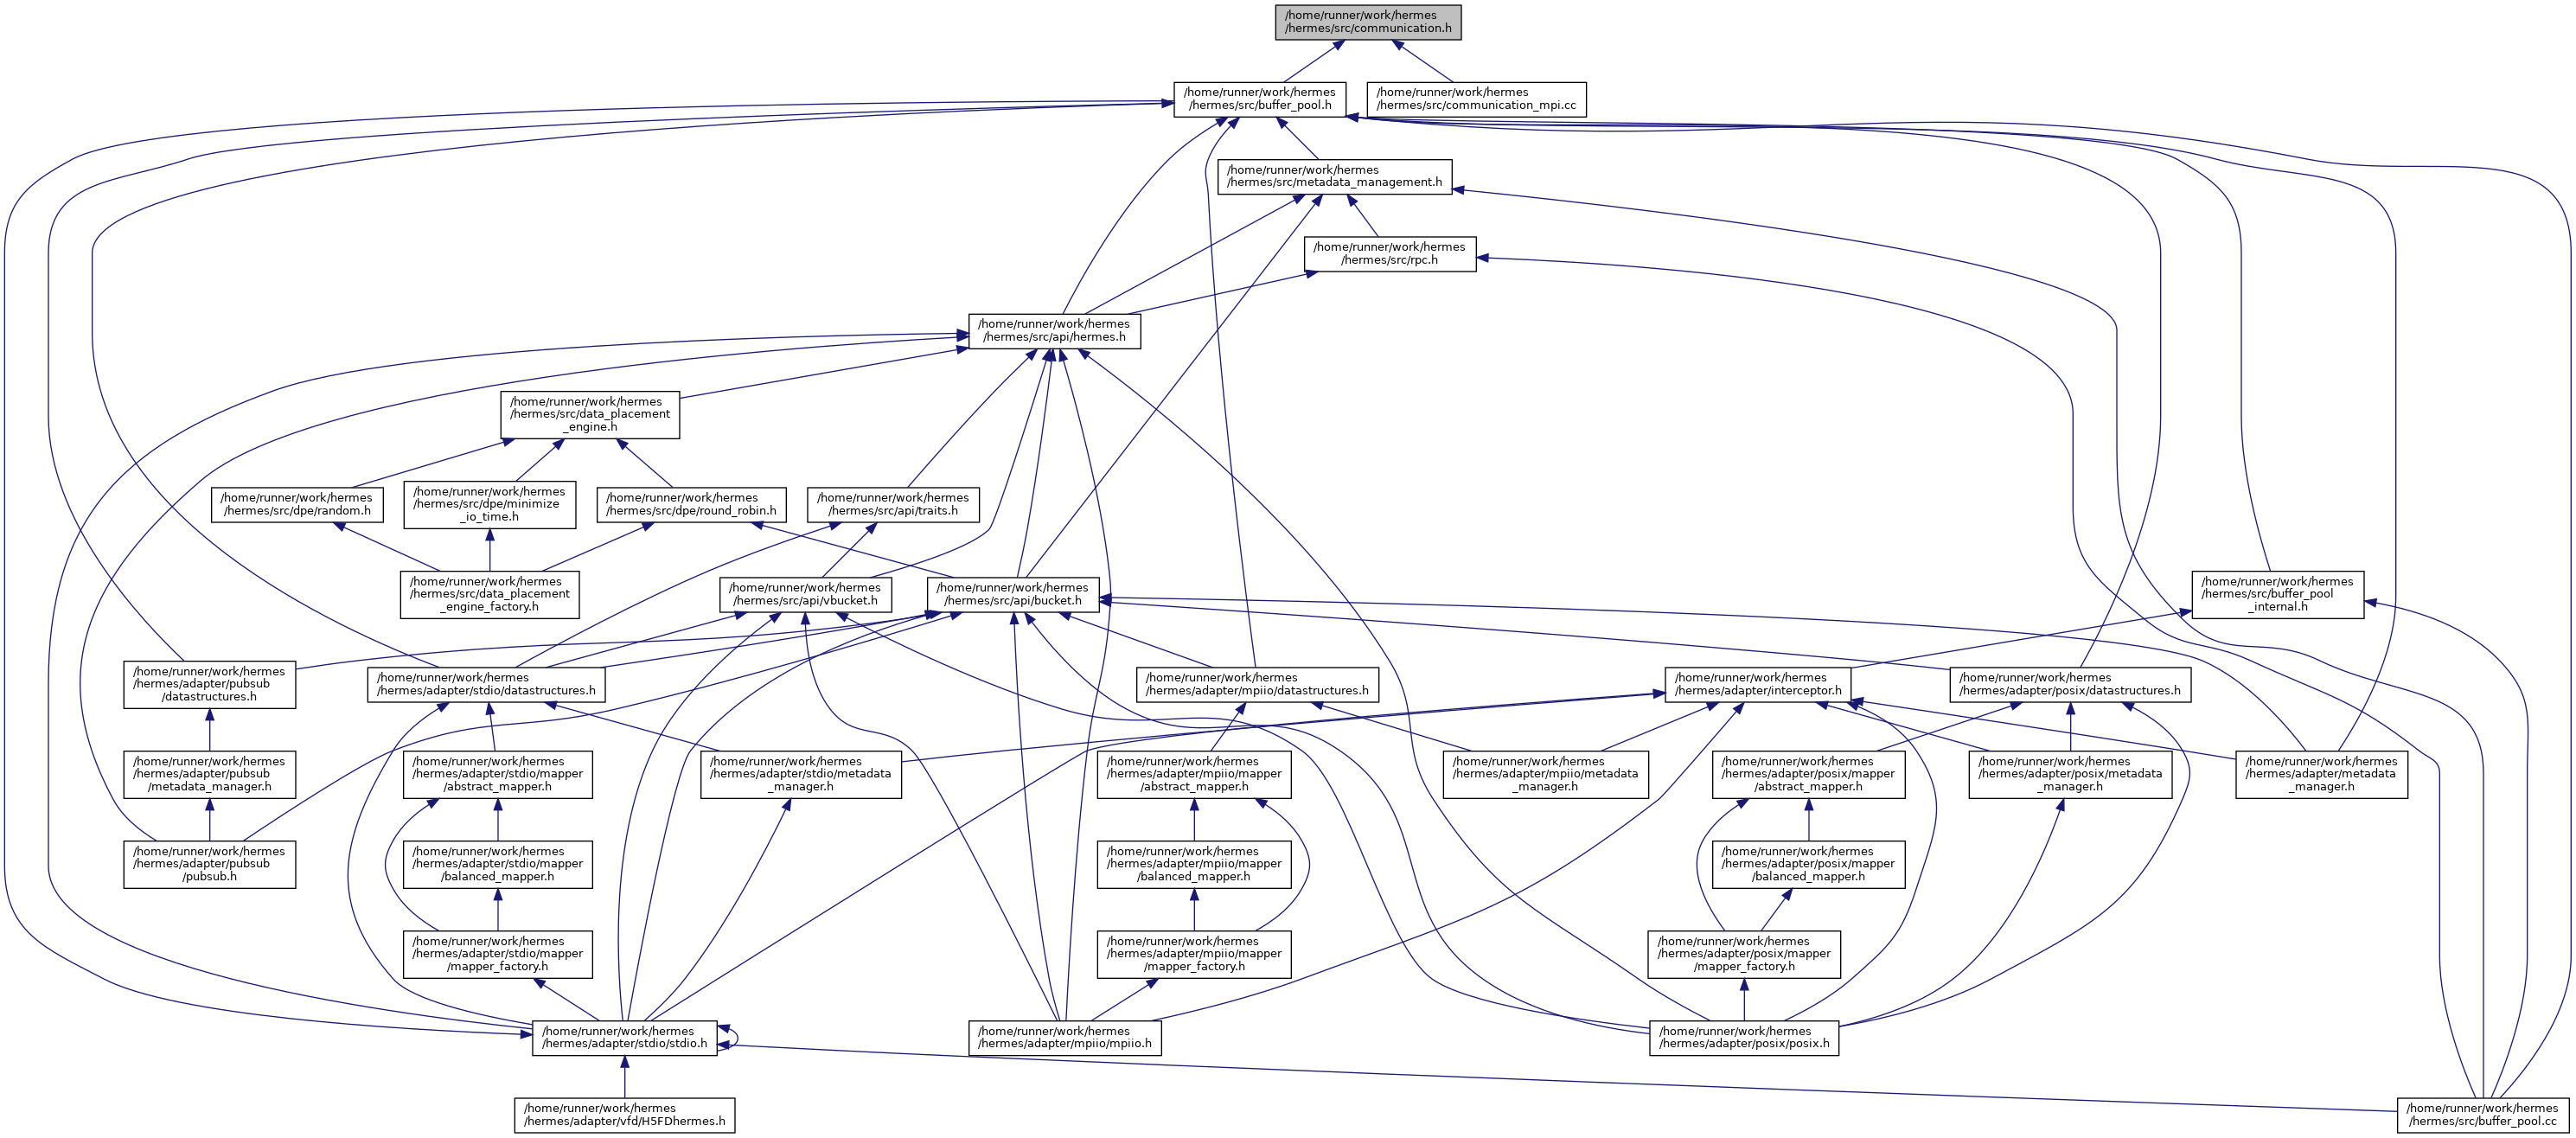 /home/runner/work/hermes
/hermes/src/communication.h
/home/runner/work/hermes
/hermes/src/buffer_pool.h
/home/runner/work/hermes
/hermes/src/communication_mpi.cc
/home/runner/work/hermes
/hermes/src/metadata_management.h
/home/runner/work/hermes
/hermes/src/rpc.h
/home/runner/work/hermes
/hermes/src/api/hermes.h
/home/runner/work/hermes
/hermes/src/data_placement
_engine.h
/home/runner/work/hermes
/hermes/src/dpe/random.h
/home/runner/work/hermes
/hermes/src/dpe/minimize
_io_time.h
/home/runner/work/hermes
/hermes/src/dpe/round_robin.h
/home/runner/work/hermes
/hermes/src/api/traits.h
/home/runner/work/hermes
/hermes/src/data_placement
_engine_factory.h
/home/runner/work/hermes
/hermes/src/api/vbucket.h
/home/runner/work/hermes
/hermes/src/api/bucket.h
/home/runner/work/hermes
/hermes/src/buffer_pool
_internal.h
/home/runner/work/hermes
/hermes/adapter/pubsub
/datastructures.h
/home/runner/work/hermes
/hermes/adapter/stdio/datastructures.h
/home/runner/work/hermes
/hermes/adapter/mpiio/datastructures.h
/home/runner/work/hermes
/hermes/adapter/interceptor.h
/home/runner/work/hermes
/hermes/adapter/posix/datastructures.h
/home/runner/work/hermes
/hermes/adapter/pubsub
/metadata_manager.h
/home/runner/work/hermes
/hermes/adapter/stdio/mapper
/abstract_mapper.h
/home/runner/work/hermes
/hermes/adapter/stdio/metadata
_manager.h
/home/runner/work/hermes
/hermes/adapter/mpiio/mapper
/abstract_mapper.h
/home/runner/work/hermes
/hermes/adapter/mpiio/metadata
_manager.h
/home/runner/work/hermes
/hermes/adapter/posix/mapper
/abstract_mapper.h
/home/runner/work/hermes
/hermes/adapter/posix/metadata
_manager.h
/home/runner/work/hermes
/hermes/adapter/metadata
_manager.h
/home/runner/work/hermes
/hermes/adapter/pubsub
/pubsub.h
/home/runner/work/hermes
/hermes/adapter/stdio/mapper
/balanced_mapper.h
/home/runner/work/hermes
/hermes/adapter/mpiio/mapper
/balanced_mapper.h
/home/runner/work/hermes
/hermes/adapter/posix/mapper
/balanced_mapper.h
/home/runner/work/hermes
/hermes/adapter/stdio/mapper
/mapper_factory.h
/home/runner/work/hermes
/hermes/adapter/mpiio/mapper
/mapper_factory.h
/home/runner/work/hermes
/hermes/adapter/posix/mapper
/mapper_factory.h
/home/runner/work/hermes
/hermes/adapter/stdio/stdio.h
/home/runner/work/hermes
/hermes/adapter/mpiio/mpiio.h
/home/runner/work/hermes
/hermes/adapter/posix/posix.h
/home/runner/work/hermes
/hermes/adapter/vfd/H5FDhermes.h
/home/runner/work/hermes
/hermes/src/buffer_pool.cc